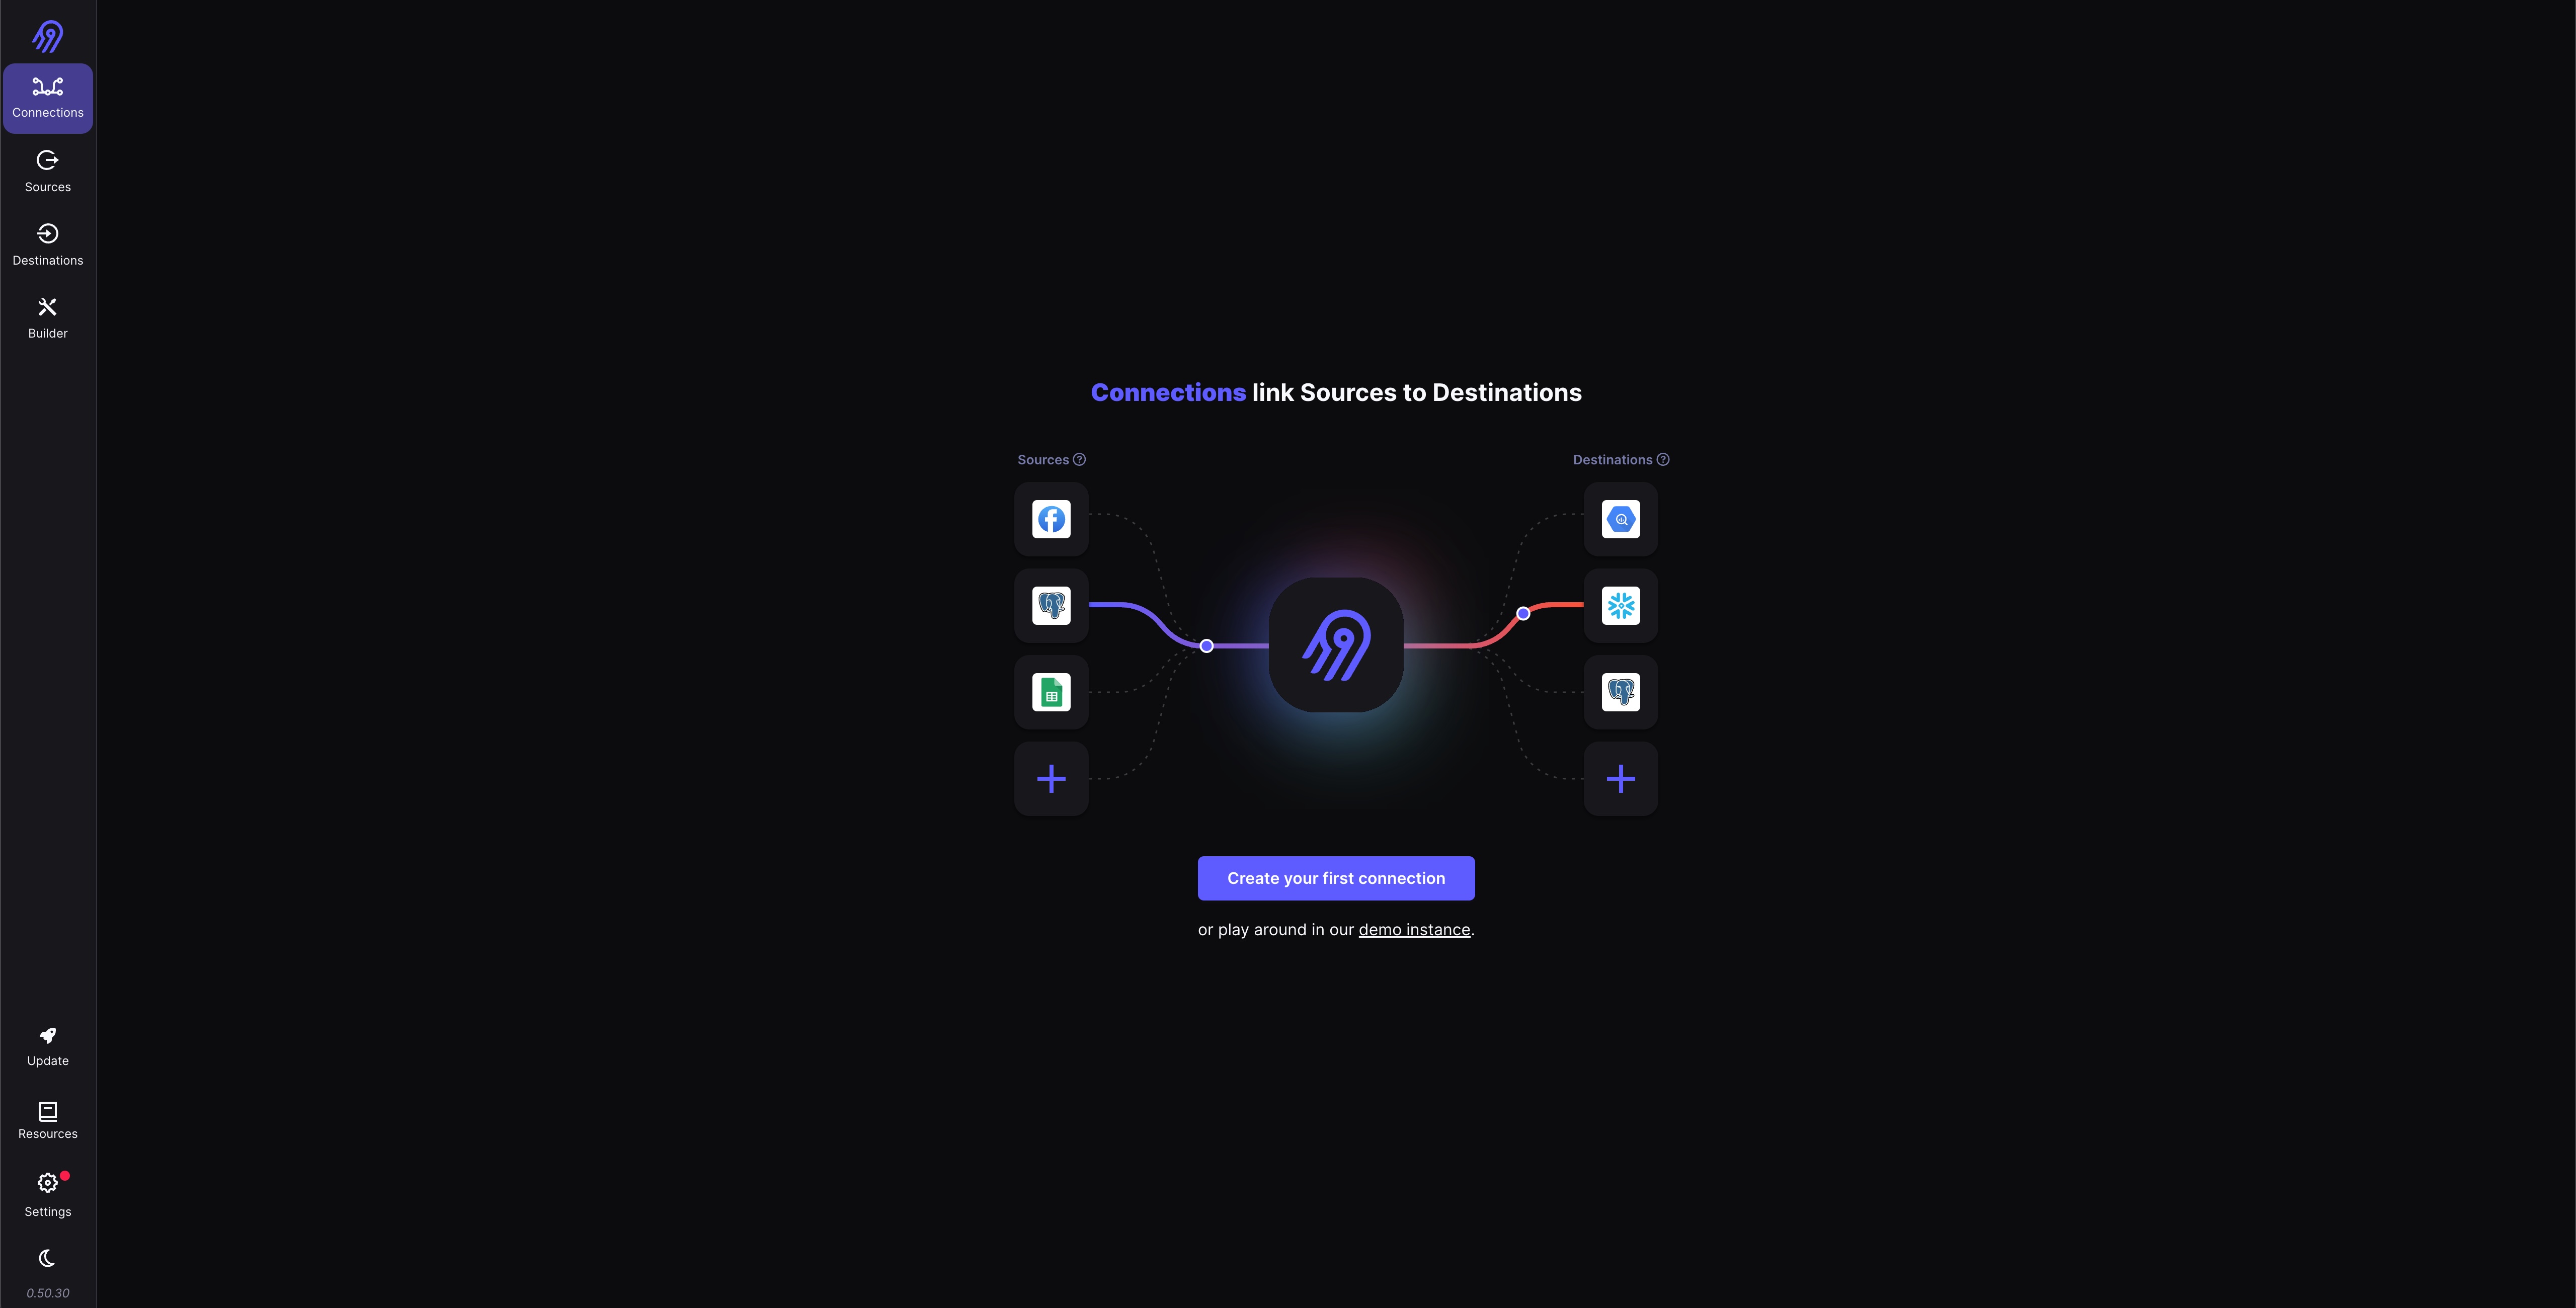 Connections
Sources
Destinations
Builder
Connections link Sources to Destinations
Sources
Destinations
Create your first connection
or play around in our demo instance.
Update
Resources
Settings
0.50.30